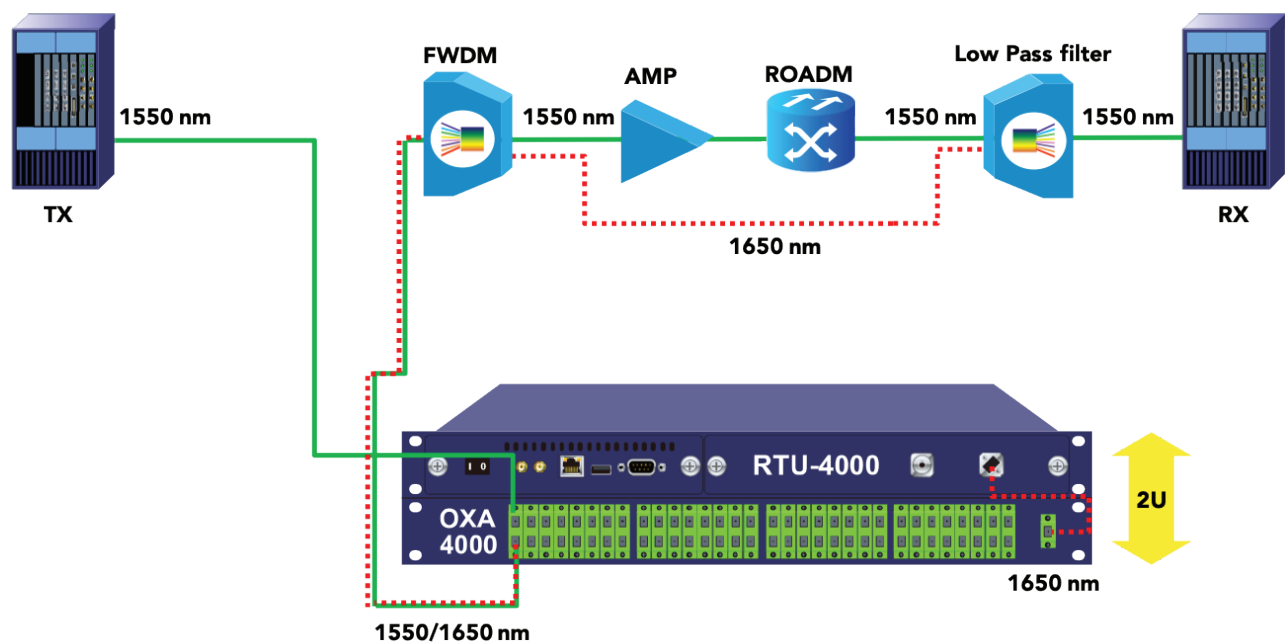 FWDM
AMP
ROADM
Low Pass filter
1550 nm
1550 nm
1550 nm
1550 nm
TX
RX
1650 nm
RTU-4000
I O
OXA
4000
2U
1650 nm
1550/1650 nm